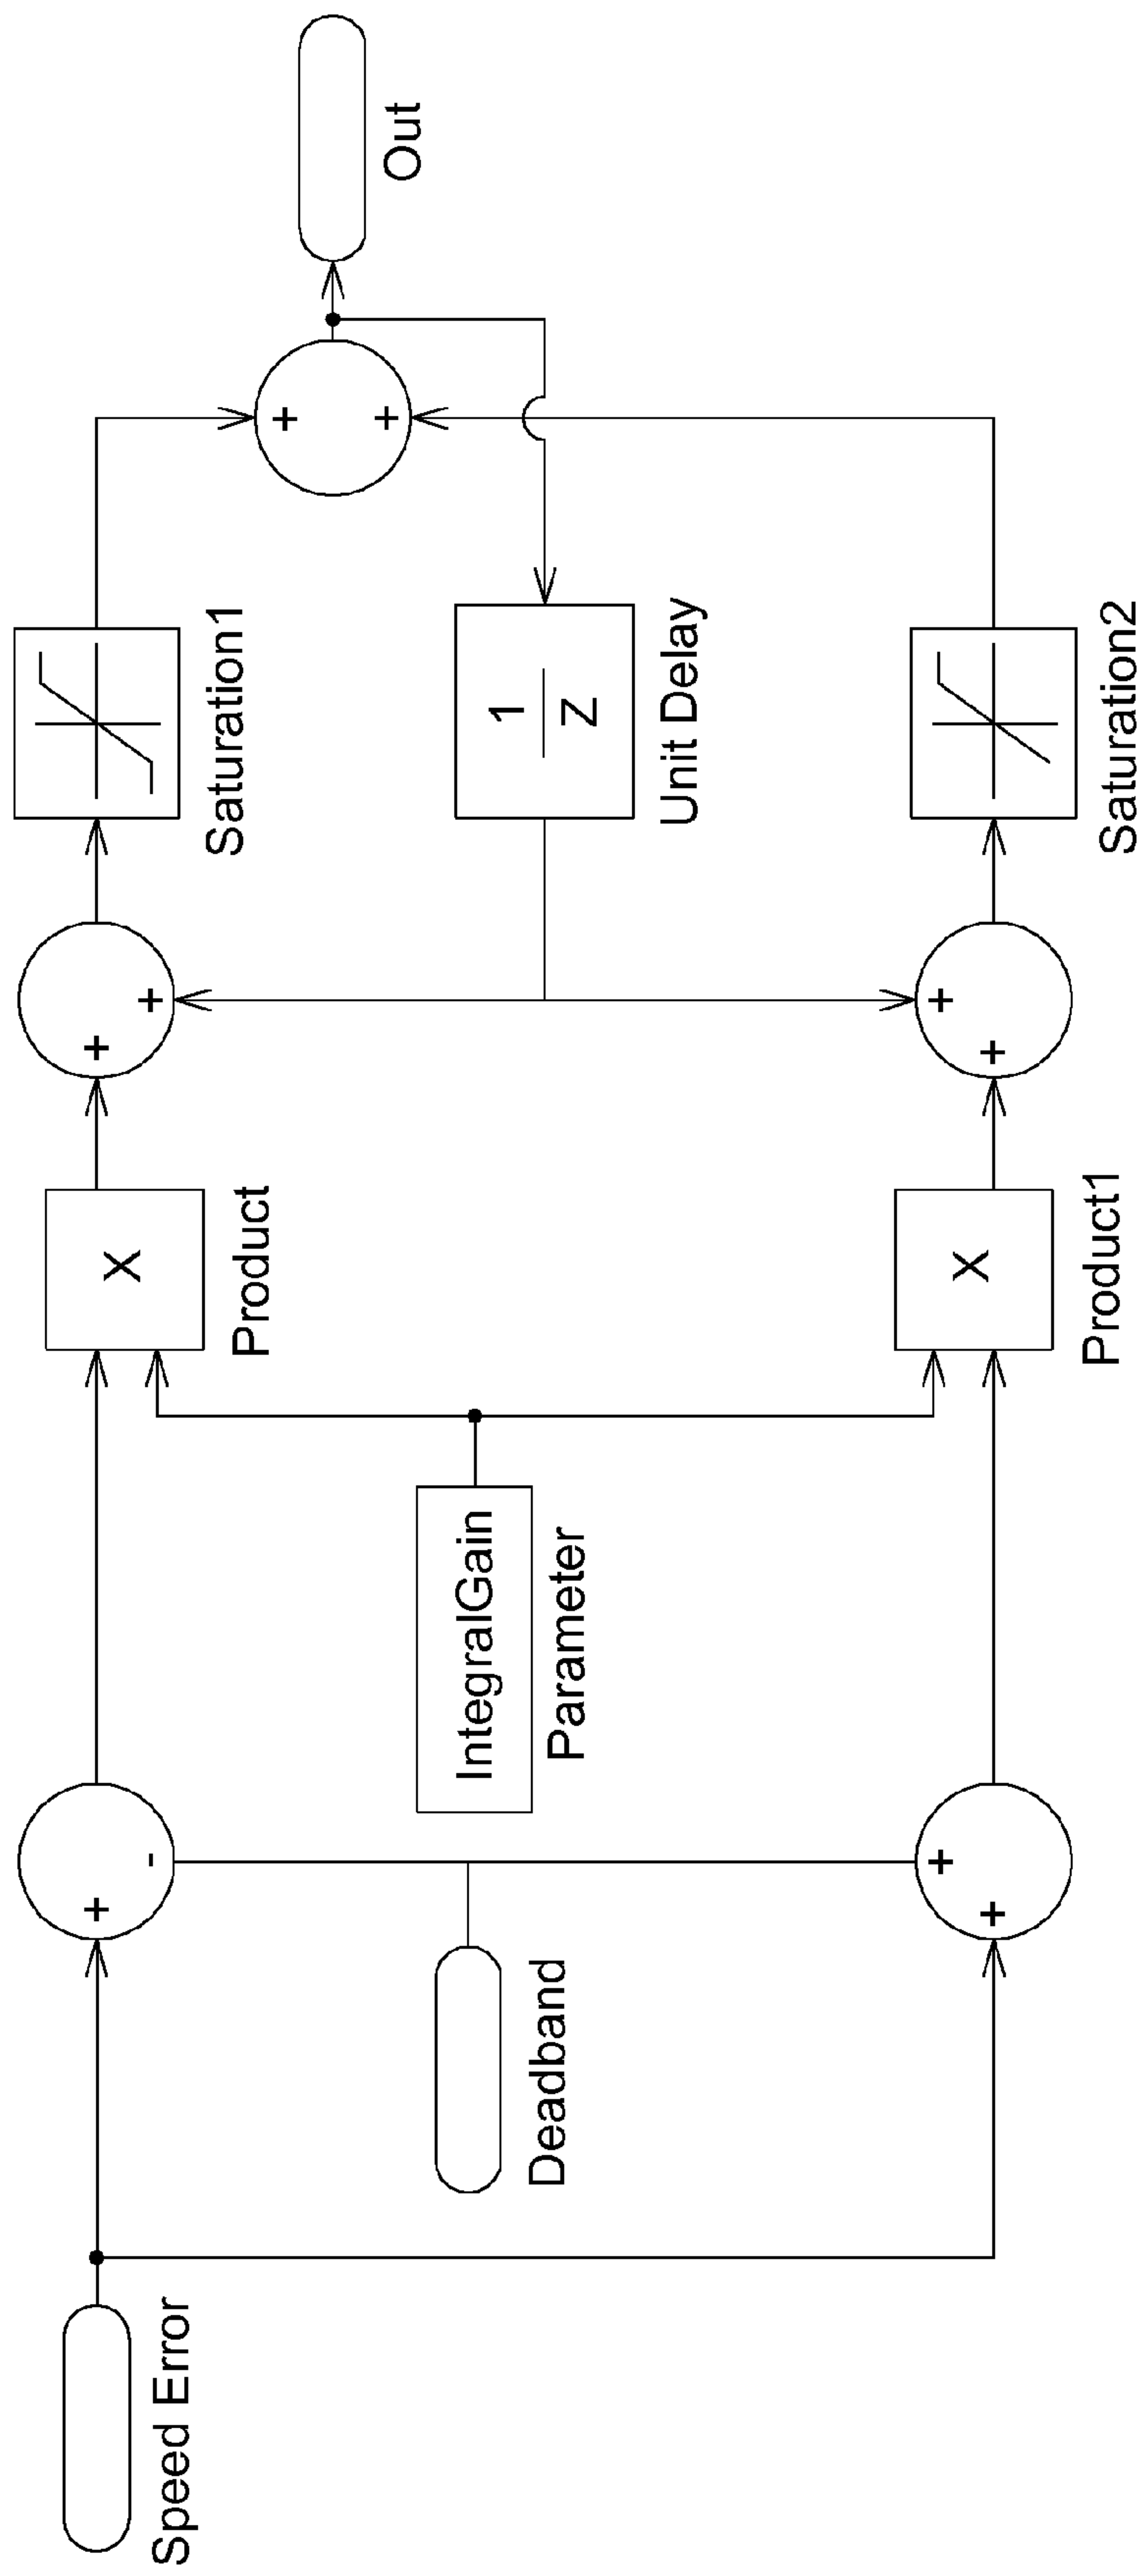 Speed Error
+
-
X
Product
+
+
Saturation1
+
+
Out
Deadband
IntegralGain
Parameter
1
Z
Unit Delay
+
+
X
Product1
+
+
Saturation2